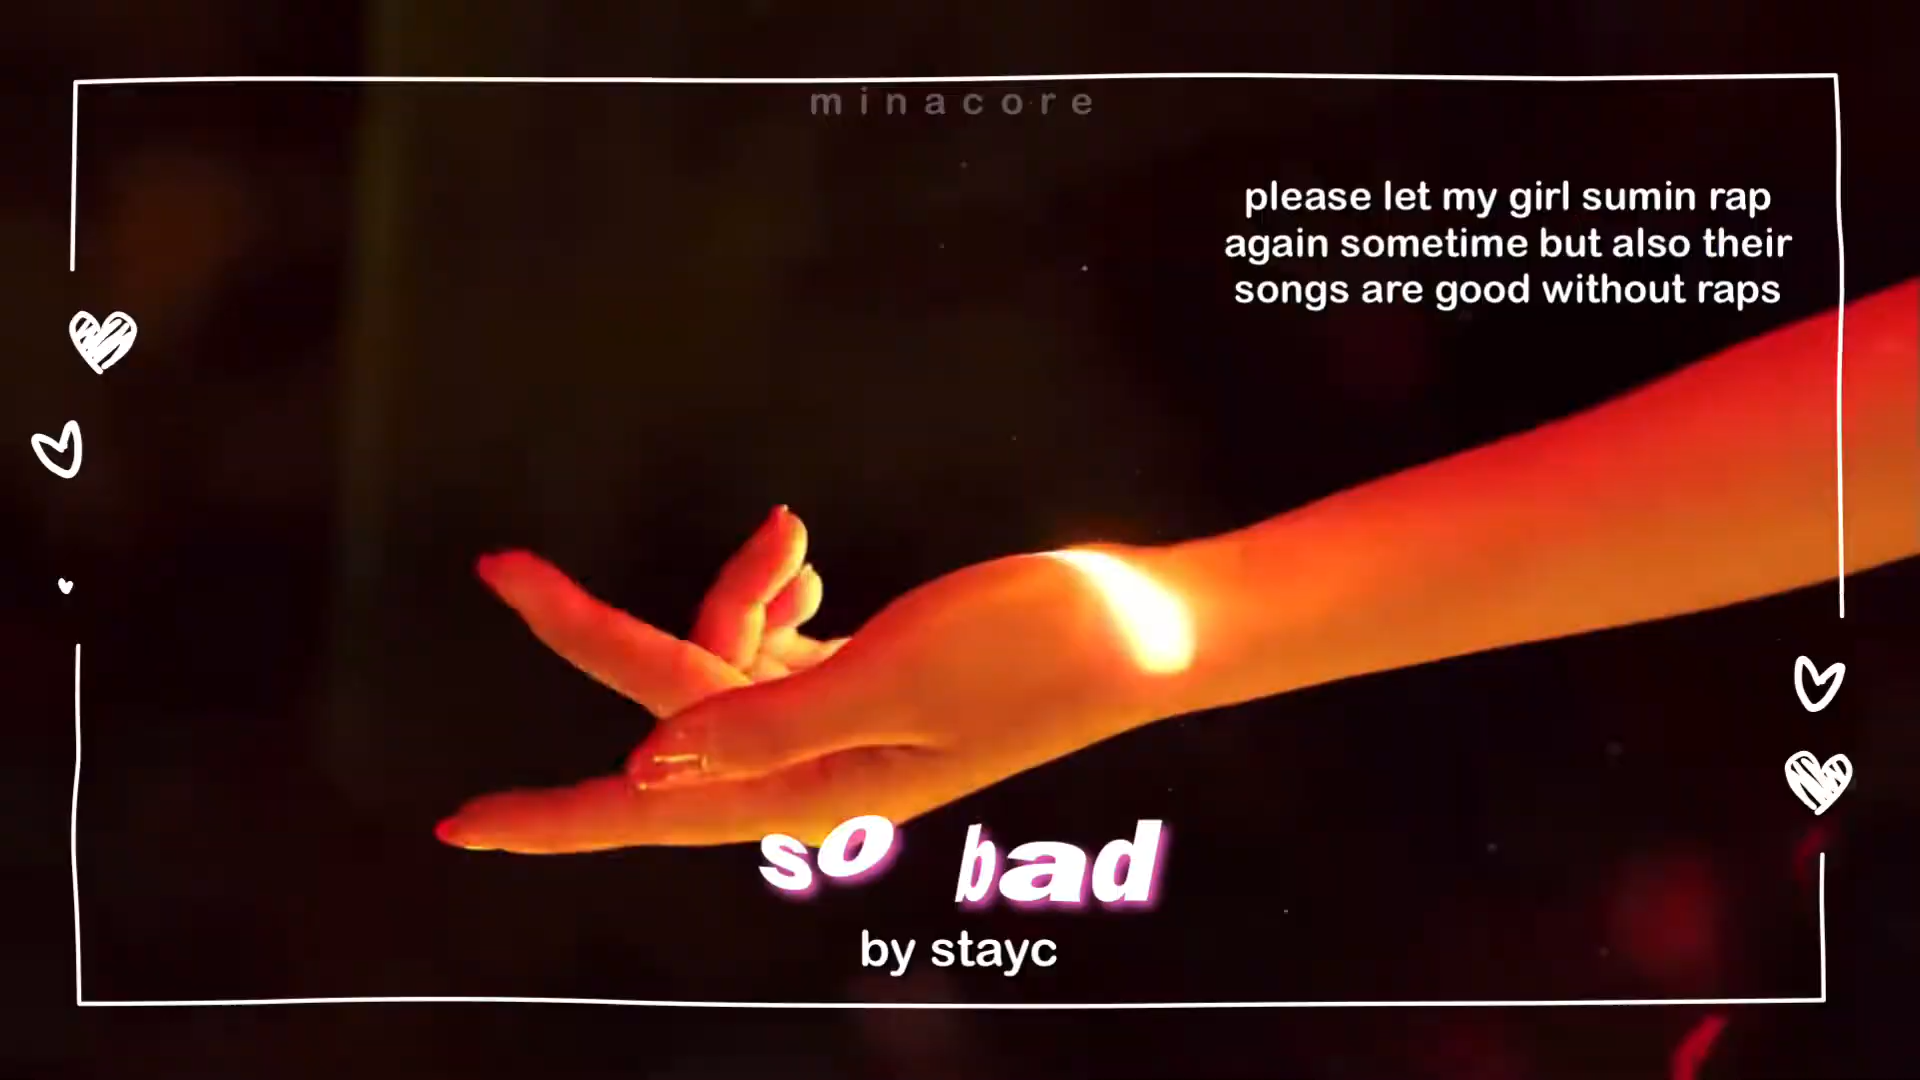 minacore
please let my girl sumin rap
again sometime but also their
songs are good without raps
so bad
by stayc